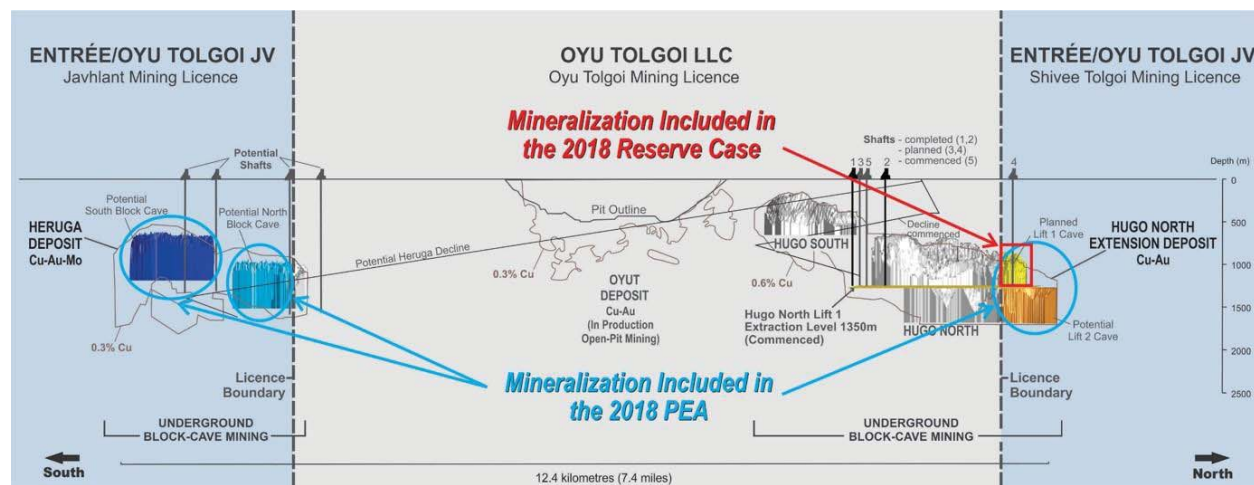 ENTRÉE/OYU TOLGOI JV
Javhlant Mining Licence
OYU TOLGOI LLC
Oyu Tolgoi Mining Licence
ENTRÉE/OYU TOLGOI JV
Shivee Tolgoi Mining Licence
Mineralization Included in
the 2018 Reserve Case
Shafts - completed (1,2)
- planned (3,4)
- commenced (5)
Potential
Shafts
1 3 5 2
4
Depth (m)
0
500
1000
1500
2000
2500
Potential
South Block Cave
Potential North
Block Cave
HERUGA
DEPOSIT
Cu-Au-Mo
0.3% Cu
Potential Heruga Decline
Pit Outline
0.3% Cu
OYUT
DEPOSIT
Cu-Au
(In Production
Open-Pit Mining)
HUGO SOUTH
0.6% Cu
Decline
commenced
Hugo North Lift 1
Extraction Level 1350m
(Commenced)
HUGO NORTH
Planned
Lift 1 Cave
HUGO NORTH
EXTENSION DEPOSIT
Cu-Au
Potential
Lift 2 Cave
Licence
Boundary
Mineralization Included in
the 2018 PEA
Licence
Boundary
UNDERGROUND
BLOCK-CAVE MINING
UNDERGROUND
BLOCK-CAVE MINING
South
12.4 kilometres (7.4 miles)
North